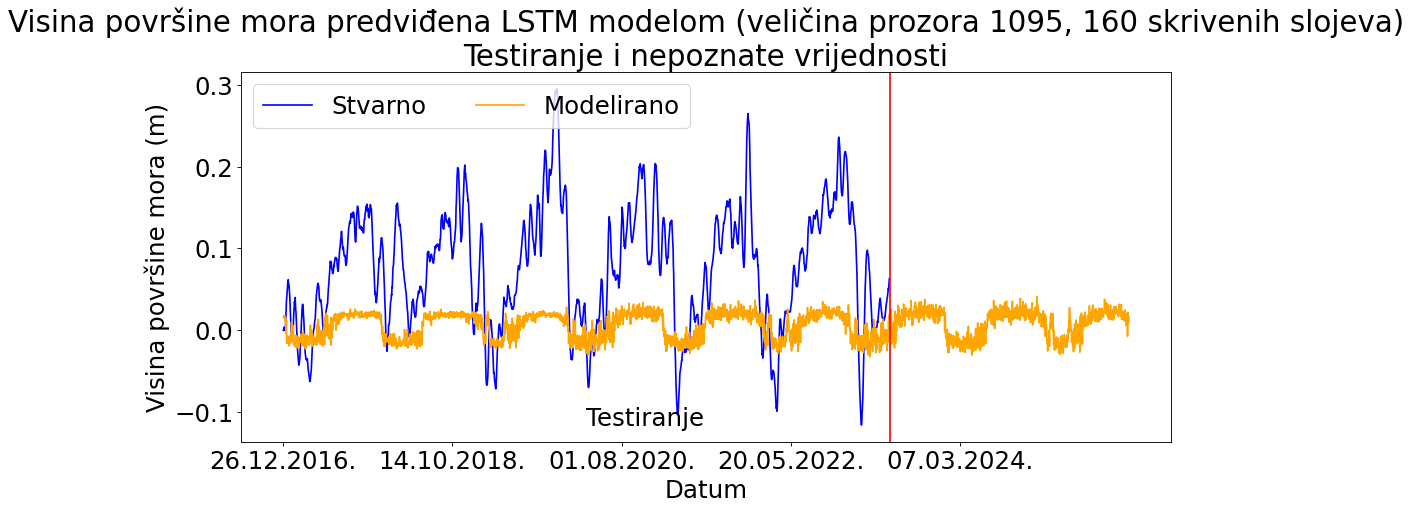 Visina površine mora predviđena LSTM modelom (veličina prozora 1095, 160 skrivenih slojeva)
Testiranje i nepoznate vrijednosti
Stvarno Modelirano
Visina površine mora (m)
0.3
0.2
0.1
0.0
−0.1
Testiranje
26.12.2016. 14.10.2018. 01.08.2020. 20.05.2022. 07.03.2024.
Datum